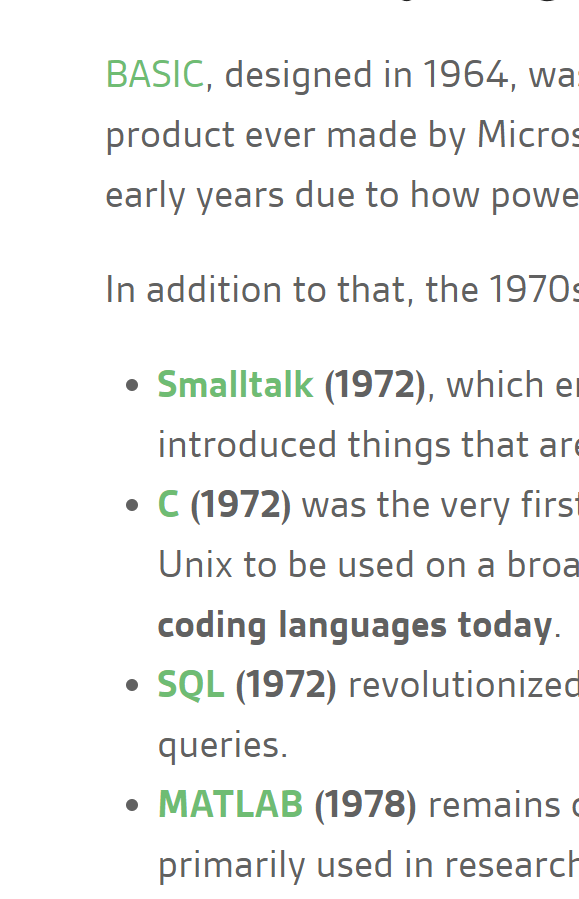 BASIC, designed in 1964, was
product ever made by Micros
early years due to how powe
In addition to that, the 1970s
• Smalltalk (1972), which
introduced things that are
• C (1972) was the very first
Unix to be used on a broa
coding languages today.
• SQL (1972) revolutionized
queries.
• MATLAB (1978) remains
primarily used in research